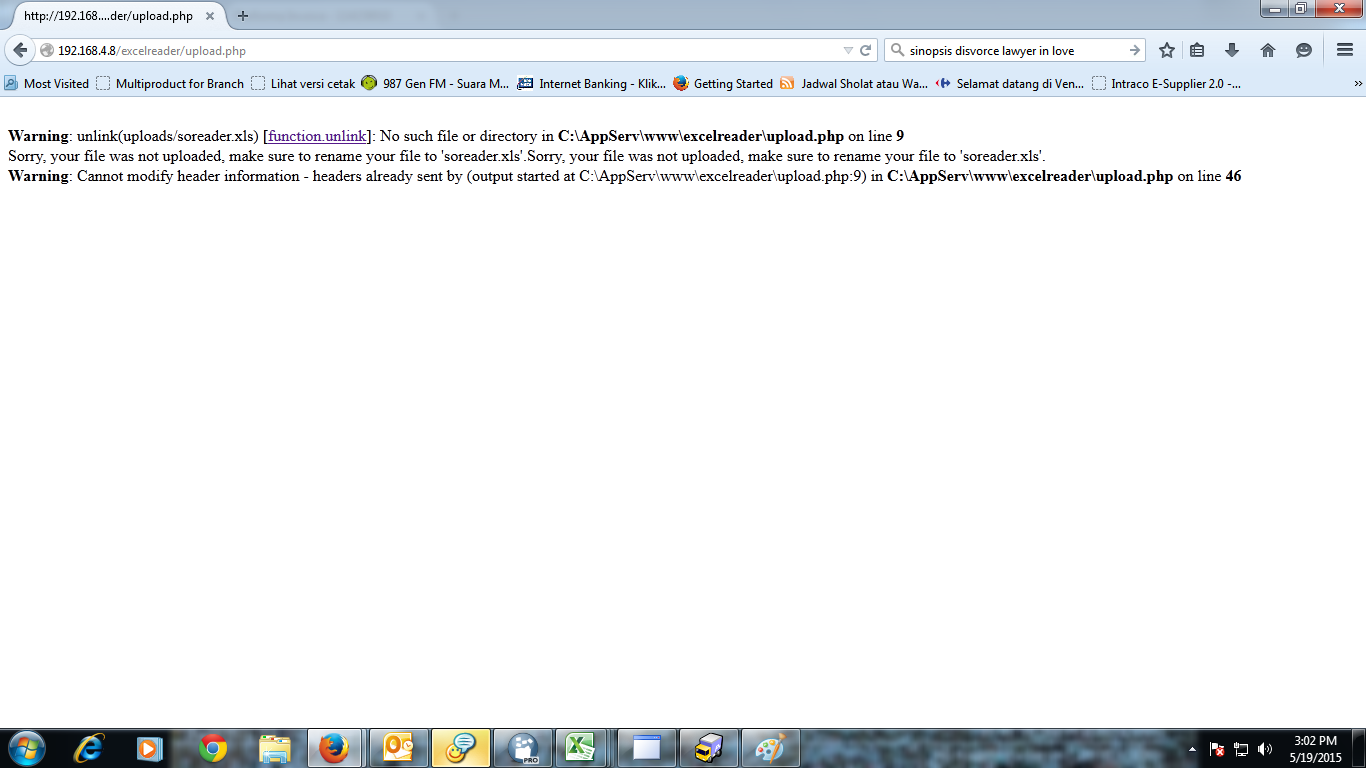 http://192.168....der/upload.php
192.168.4.8/excelreader/upload.php
sinopsis disvorce lawyer in love
Most Visited Multiproduct for Branch Lihat versi cetak 987 Gen FM - Suara M... Internet Banking - Klik... Getting Started Jadwal Sholat atau Wa... Selamat datang di Ven... Intraco E-Supplier 2.0 -...
Warning: unlink(uploads/soreader.xls) [function.unlink]: No such file or directory in C:\AppServ\www\excelreader\upload.php on line 9
Sorry, your file was not uploaded, make sure to rename your file to 'soreader.xls'.Sorry, your file was not uploaded, make sure to rename your file to 'soreader.xls'.
Warning: Cannot modify header information - headers already sent by (output started at C:\AppServ\www\excelreader\upload.php:9) in C:\AppServ\www\excelreader\upload.php on line 46
PRO
3:02 PM
5/19/2015